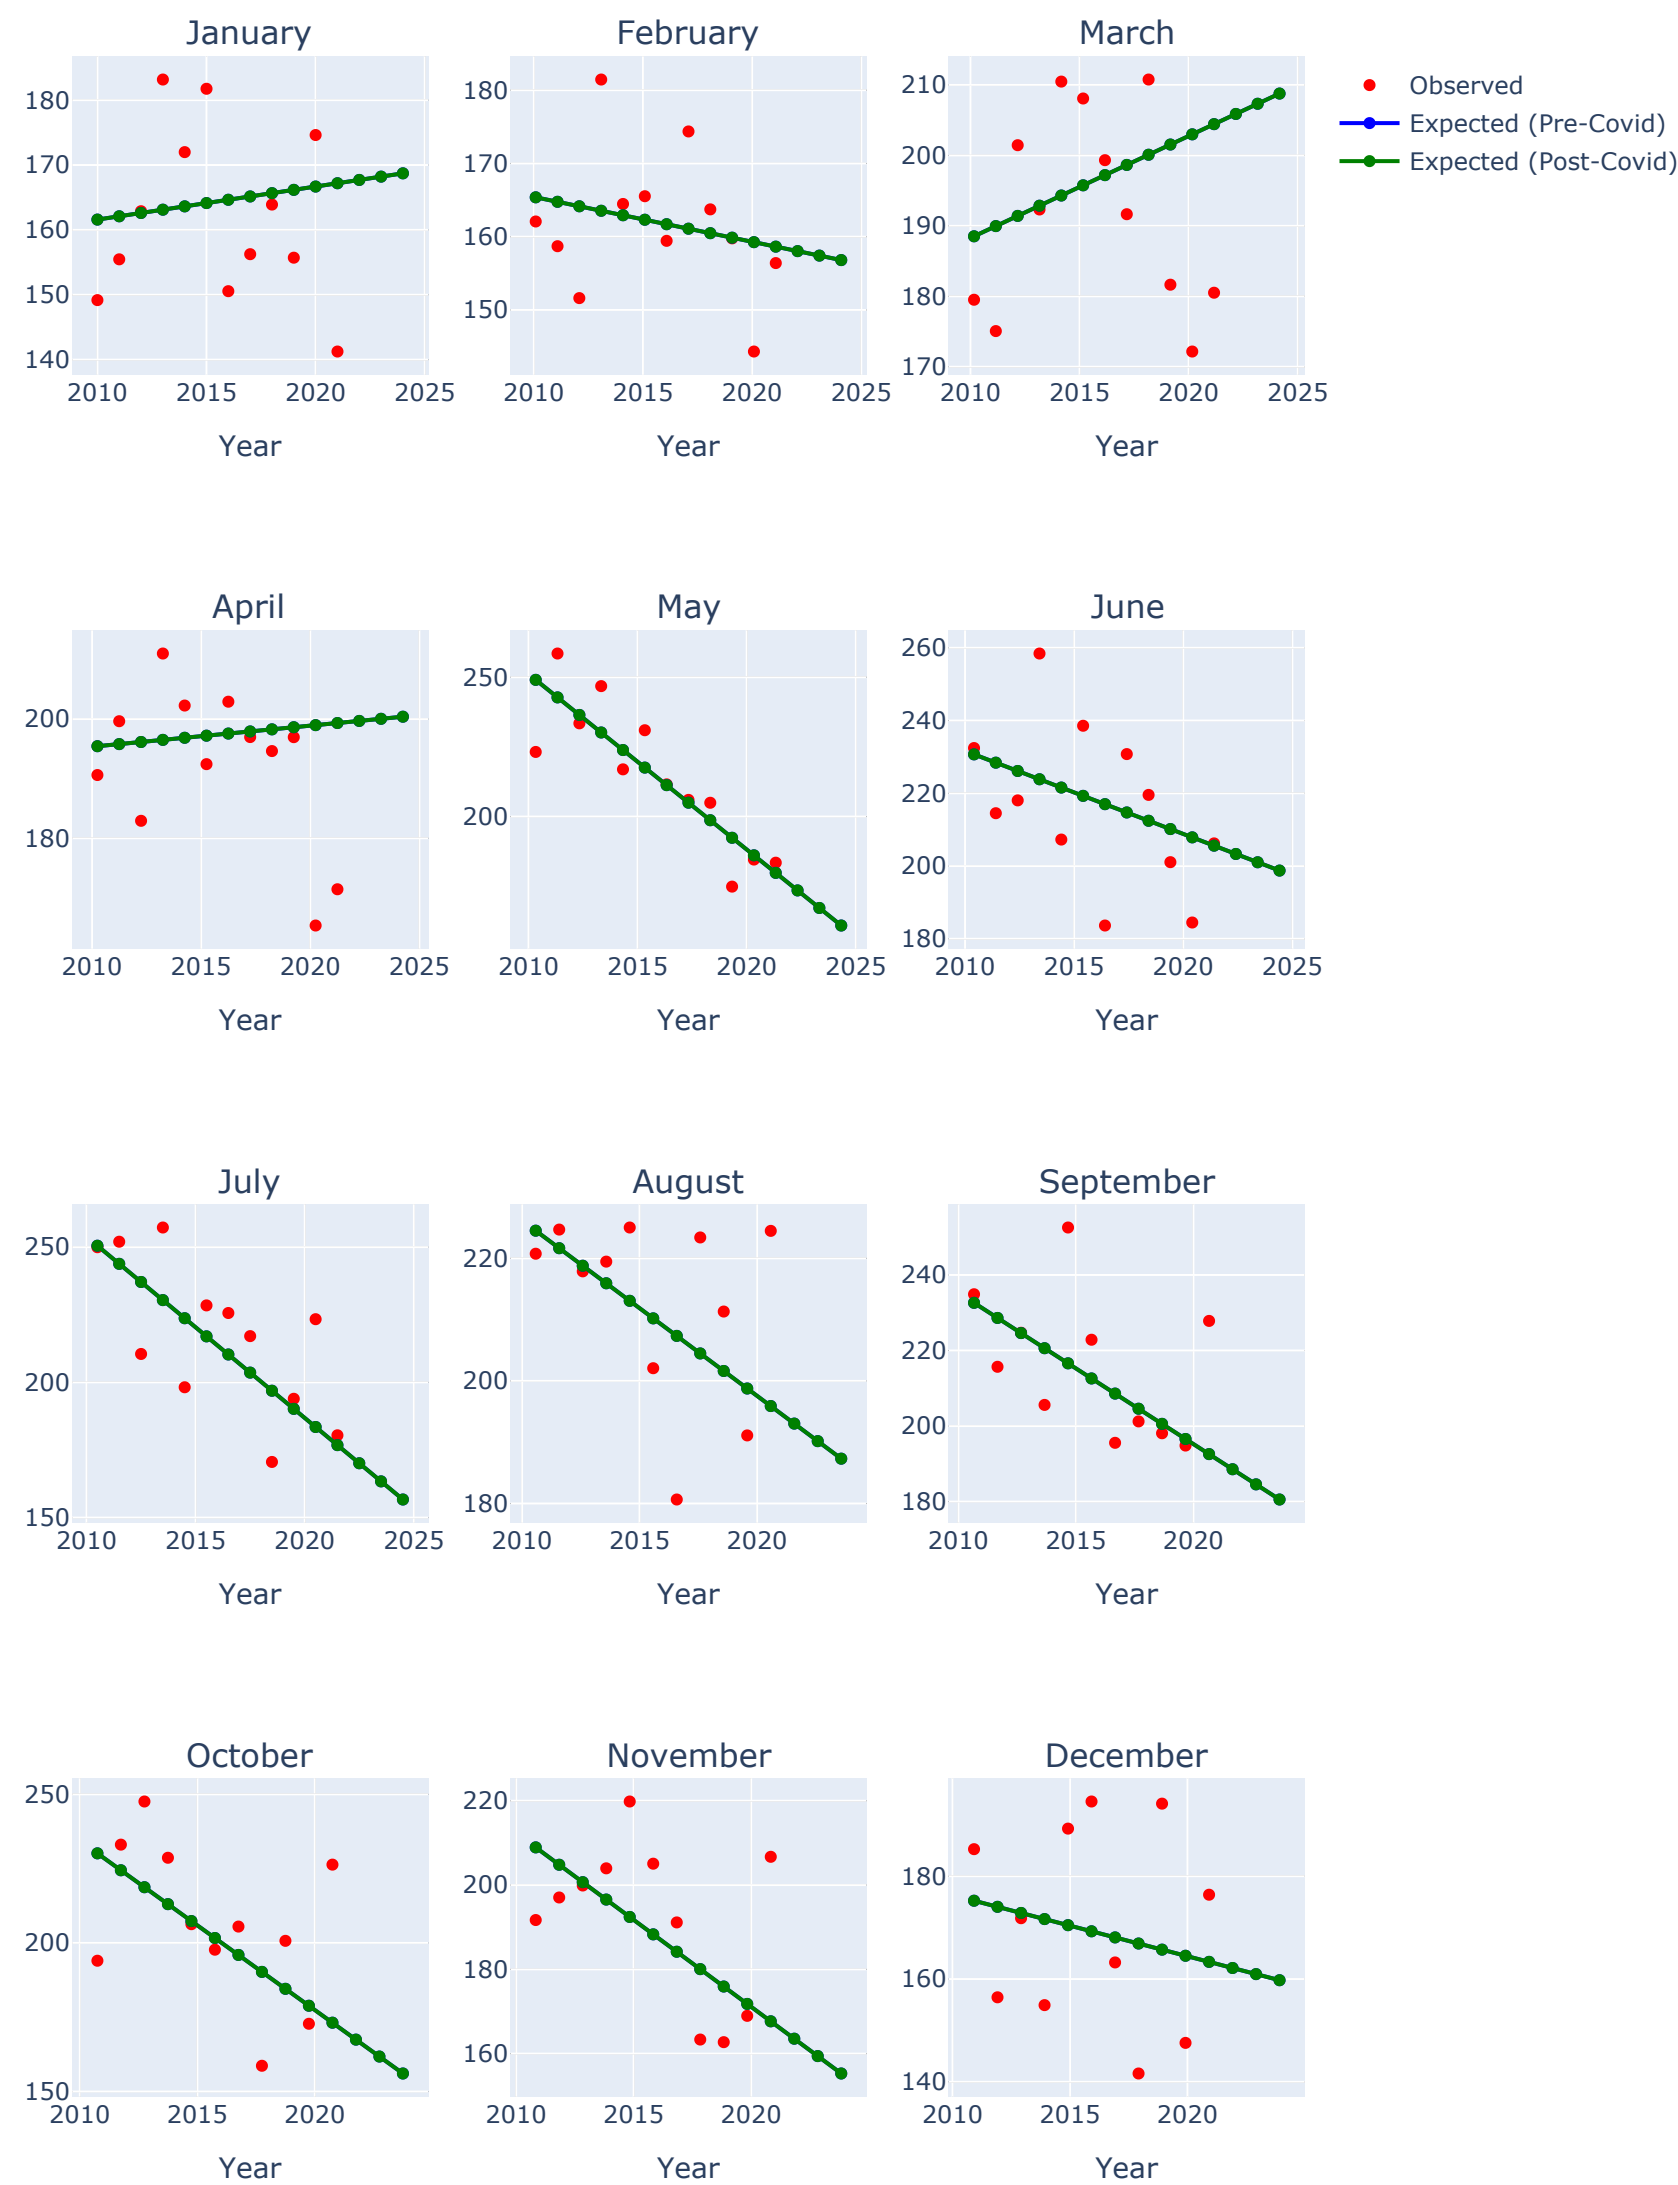 January February March
180
170
160
150
140
2010 2015 2020 2025
Year
180
170
160
150
2010 2015 2020 2025
Year
210
200
190
180
170
2010 2015 2020 2025
Year
Observed
Expected (Pre-Covid)
Expected (Post-Covid)
April May June
200
180
2010 2015 2020 2025
Year
250
200
2010 2015 2020 2025
Year
260
240
220
200
180
2010 2015 2020 2025
Year
July August September
250
200
150
2010 2015 2020 2025
Year
220
200
180
2010 2015 2020
Year
240
220
200
180
2010 2015 2020
Year
October November December
250
200
150
2010 2015 2020
Year
220
200
180
160
2010 2015 2020
Year
180
160
140
2010 2015 2020
Year